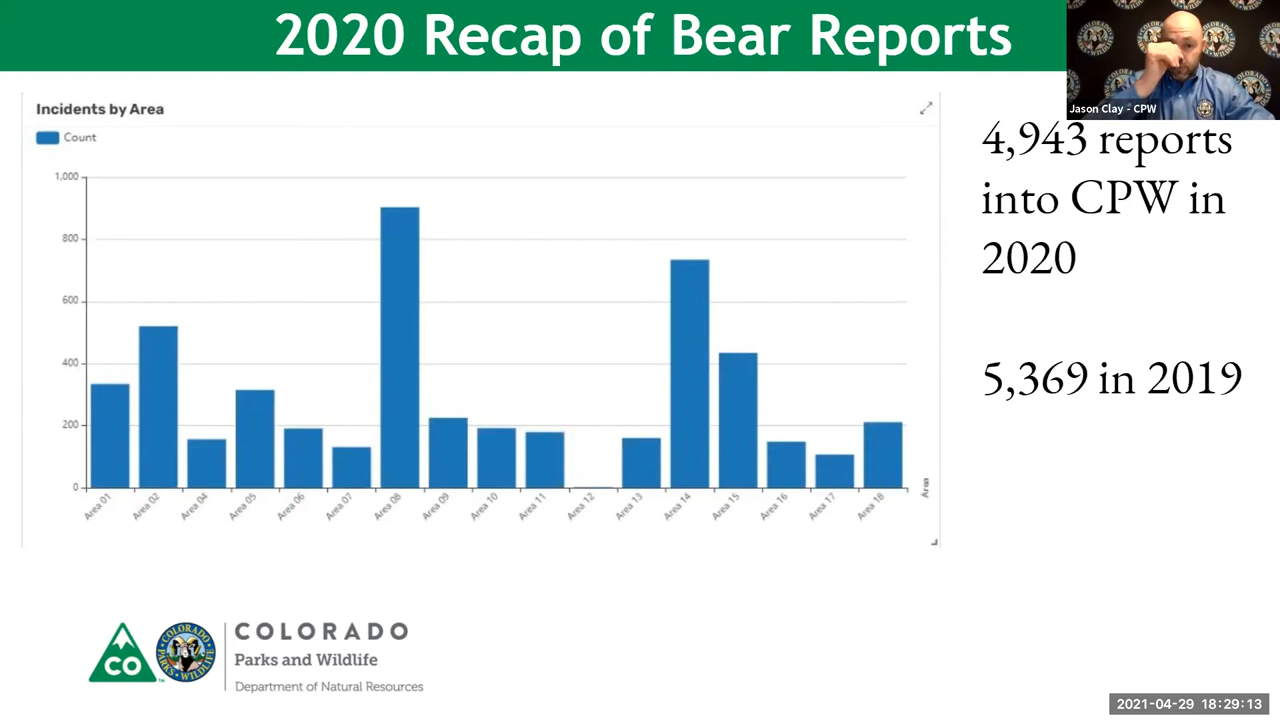 2020 Recap of Bear Reports
Jason Clay - CPW
Incidents by Area
Count
1,000
800
600
400
200
0
Area 01
Area 02
Area 04
Area 05
Area 06
Area 07
Area 08
Area 09
Area 10
Area 11
Area 12
Area 13
Area 14
Area 15
Area 16
Area 17
Area 18
Area
4,943 reports
into CPW in
2020
5,369 in 2019
CO
COLORADO
PARKS & WILDLIFE
COLORADO
Parks and Wildlife
Department of Natural Resources
2021-04-29 18:29:13